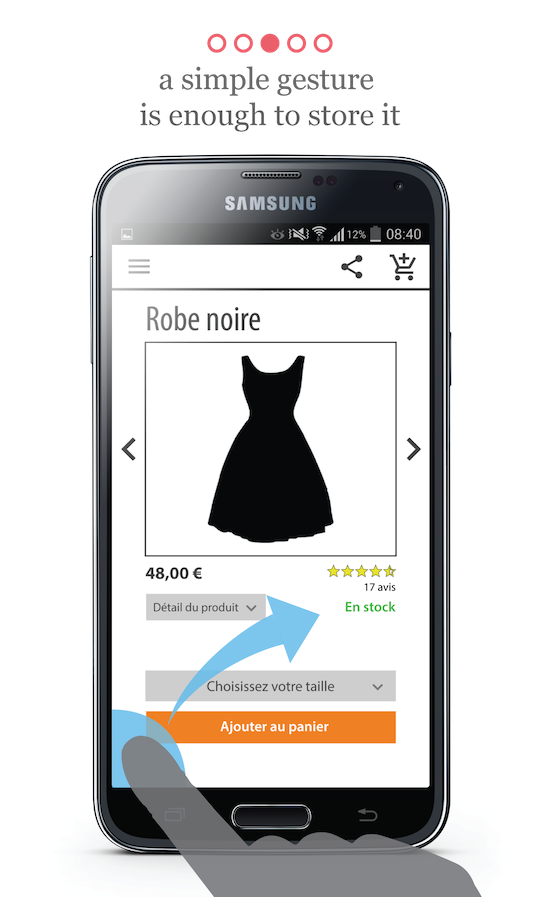 a simple gesture
is enough to store it
SAMSUNG
12% 08:40
Robe noire
48,00 €
17 avis
Détail du produit
En stock
Choisissez votre taille
Ajouter au panier